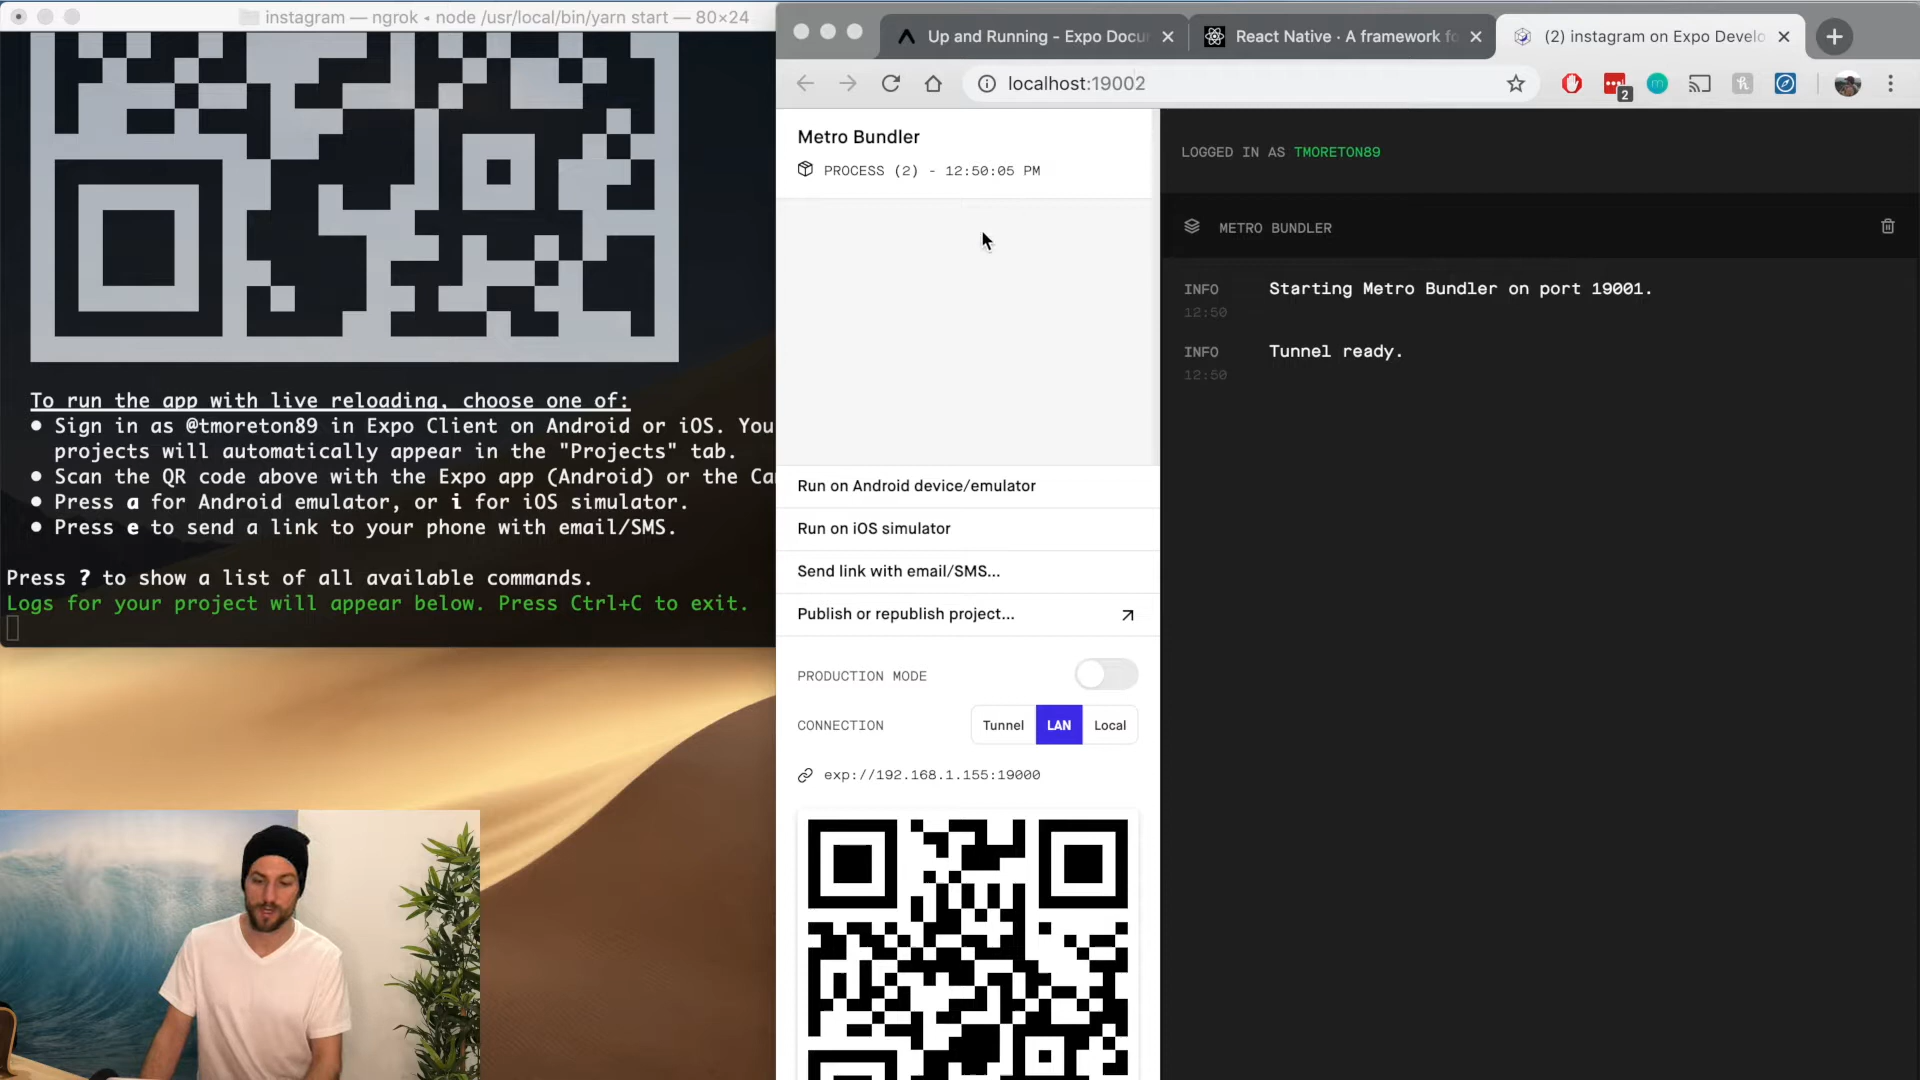 instagram — ngrok ◂ node /usr/local/bin/yarn start — 80×24
To run the app with live reloading, choose one of:
• Sign in as @tmoreton89 in Expo Client on Android or iOS. You
projects will automatically appear in the "Projects" tab.
• Scan the QR code above with the Expo app (Android) or the Ca
• Press a for Android emulator, or i for iOS simulator.
• Press e to send a link to your phone with email/SMS.
Press ? to show a list of all available commands.
Logs for your project will appear below. Press Ctrl+C to exit.
Up and Running - Expo Docu
React Native · A framework fo
(2) instagram on Expo Develo
localhost:19002
2
Metro Bundler
PROCESS (2) - 12:50:05 PM
Run on Android device/emulator
Run on iOS simulator
Send link with email/SMS...
Publish or republish project...
PRODUCTION MODE
CONNECTION
Tunnel
LAN
Local
exp://192.168.1.155:19000
LOGGED IN AS TMORETON89
METRO BUNDLER
INFO
Starting Metro Bundler on port 19001.
12:50
INFO
Tunnel ready.
12:50